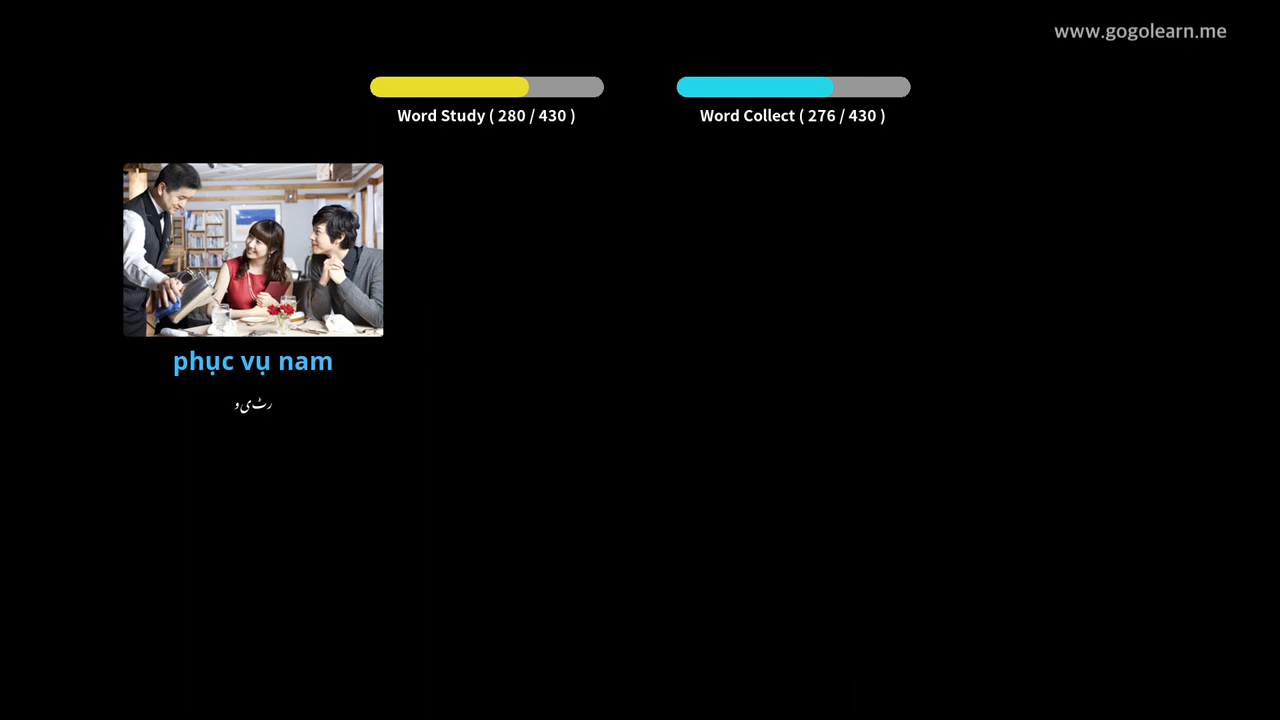 www.gogolearn.me
Word Study ( 280 / 430 )
Word Collect ( 276 / 430 )
phục vụ nam
رٹیو